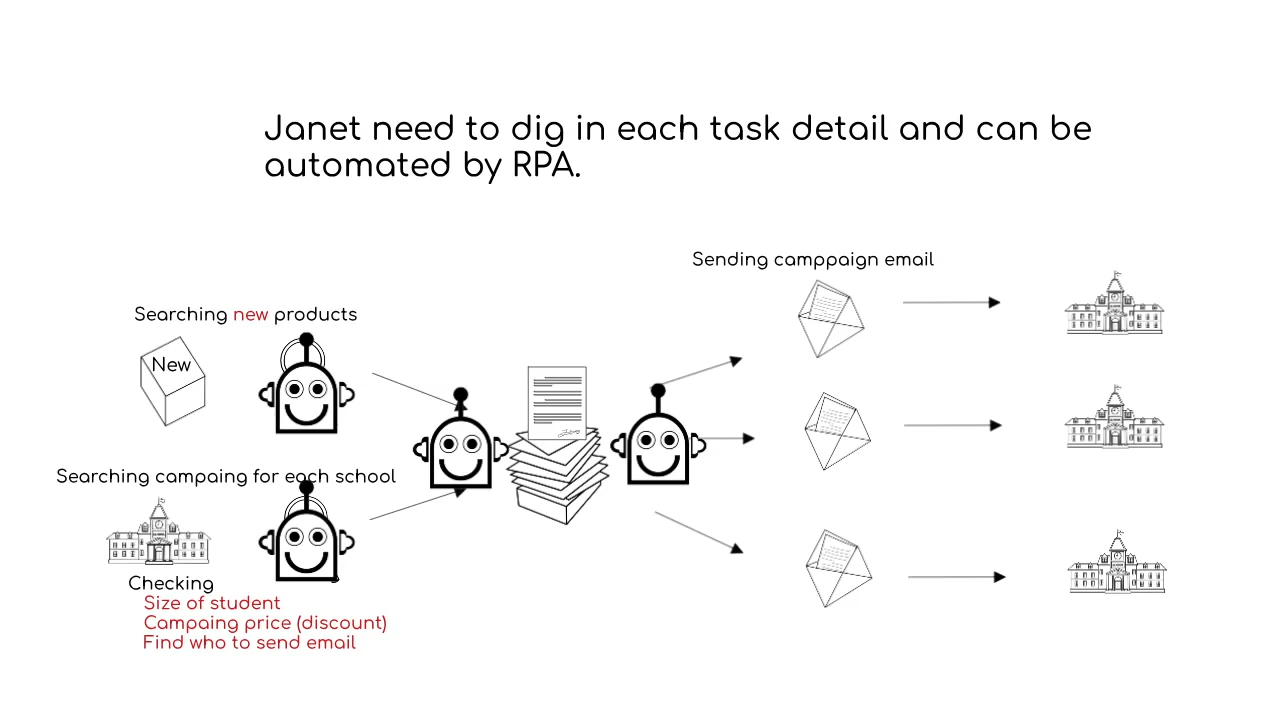 Janet need to dig in each task detail and can be
automated by RPA.
Sending camppaign email
Searching new products
New
Searching campaing for each school
Checking
Size of student
Campaing price (discount)
Find who to send email